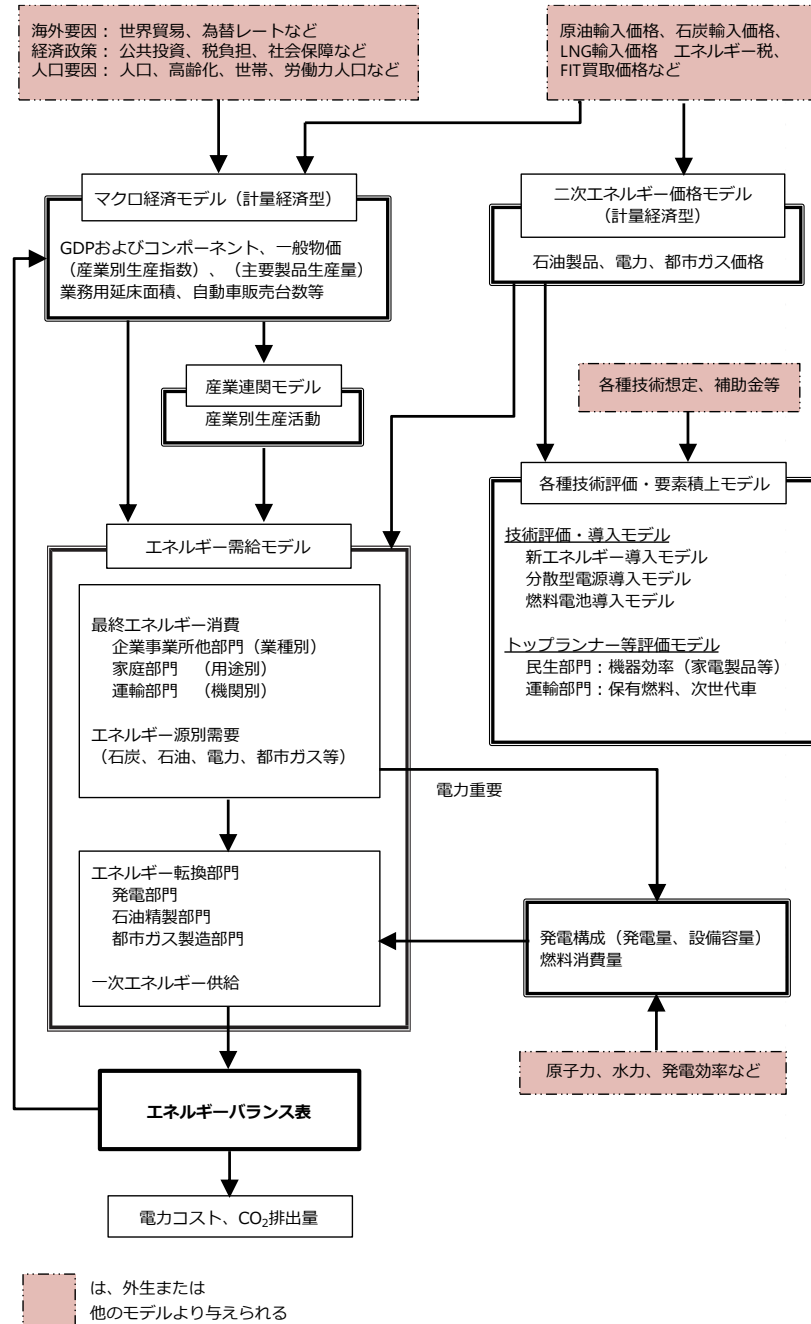 海外要因： 世界貿易、為替レートなど
経済政策： 公共投資、税負担、社会保障など
人口要因： 人口、高齢化、世帯、労働力人口など
原油輸入価格、石炭輸入価格、
LNG輸入価格　エネルギー税、
FIT買取価格など
マクロ経済モデル（計量経済型）
GDPおよびコンポーネント、一般物価
（産業別生産指数）、（主要製品生産量）
業務用延床面積、自動車販売台数等
二次エネルギー価格モデル
（計量経済型）
石油製品、電力、都市ガス価格
産業連関モデル
産業別生産活動
各種技術想定、補助金等
各種技術評価・要素積上モデル
技術評価・導入モデル
新エネルギー導入モデル
分散型電源導入モデル
燃料電池導入モデル
トップランナー等評価モデル
民生部門：機器効率（家電製品等）
運輸部門：保有燃料、次世代車
エネルギー需給モデル
最終エネルギー消費
企業事業所他部門（業種別）
家庭部門　（用途別）
運輸部門　（機関別）
エネルギー源別需要
（石炭、石油、電力、都市ガス等）
電力重要
エネルギー転換部門
発電部門
石油精製部門
都市ガス製造部門
一次エネルギー供給
発電構成（発電量、設備容量）
燃料消費量
原子力、水力、発電効率など
エネルギーバランス表
電力コスト、CO₂排出量
は、外生または
他のモデルより与えられる